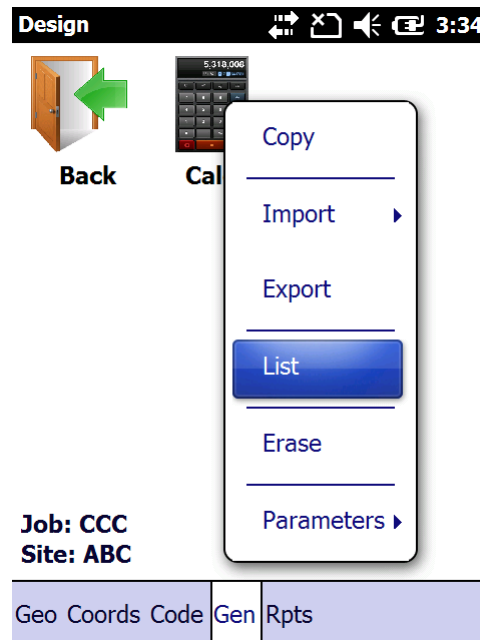 Design 3:34
5,318,006
Back Cal
Copy
Import
Export
List
Erase
Parameters
Job: CCC
Site: ABC
Geo Coords Code Gen Rpts